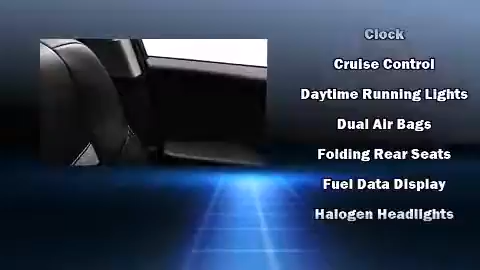 Clock
Cruise Control
Daytime Running Lights
Dual Air Bags
Folding Rear Seats
Fuel Data Display
Halogen Headlights